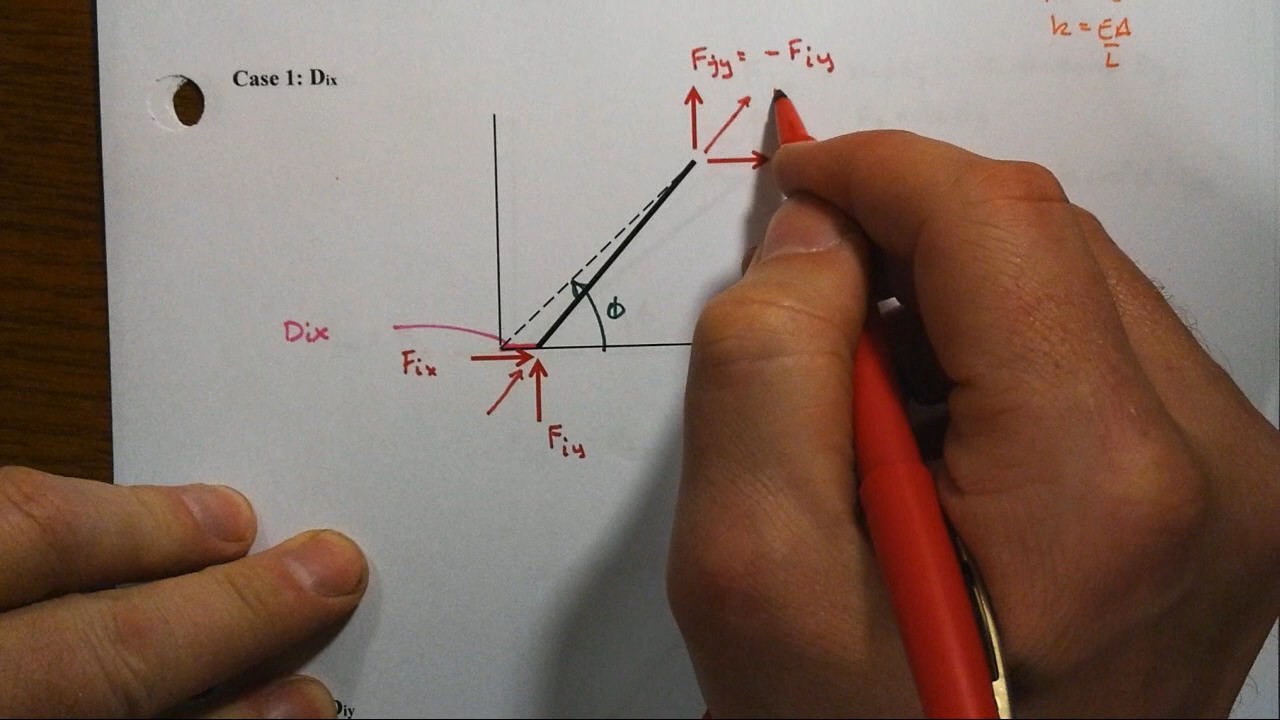 k = EA
L
Case 1: Dix
Fjy = - Fiy
Φ
Dix
Fix
Fiy
Diy